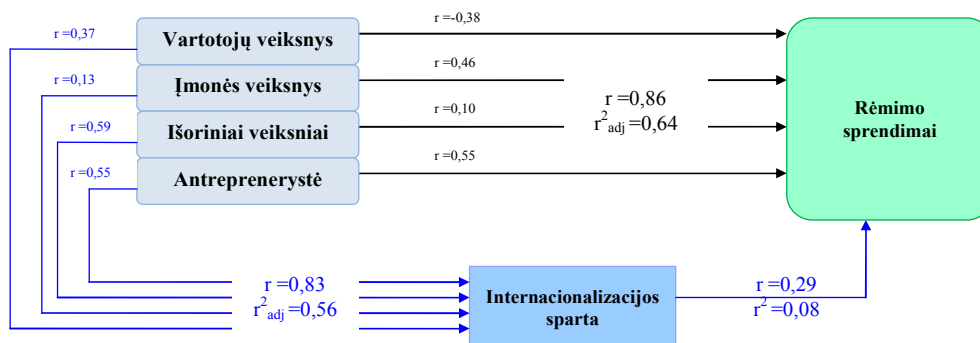 r =0,37
Vartotojų veiksnys
r =-0,38
r =0,13
Įmonės veiksnys
r =0,46
r =0,86
r²adj =0,64
r =0,59
Išoriniai veiksniai
r =0,10
r =0,55
Antreprenerystė
r =0,55
Rėmimo
sprendimai
r =0,83
r²adj =0,56
Internacionalizacijos
sparta
r =0,29
r² =0,08